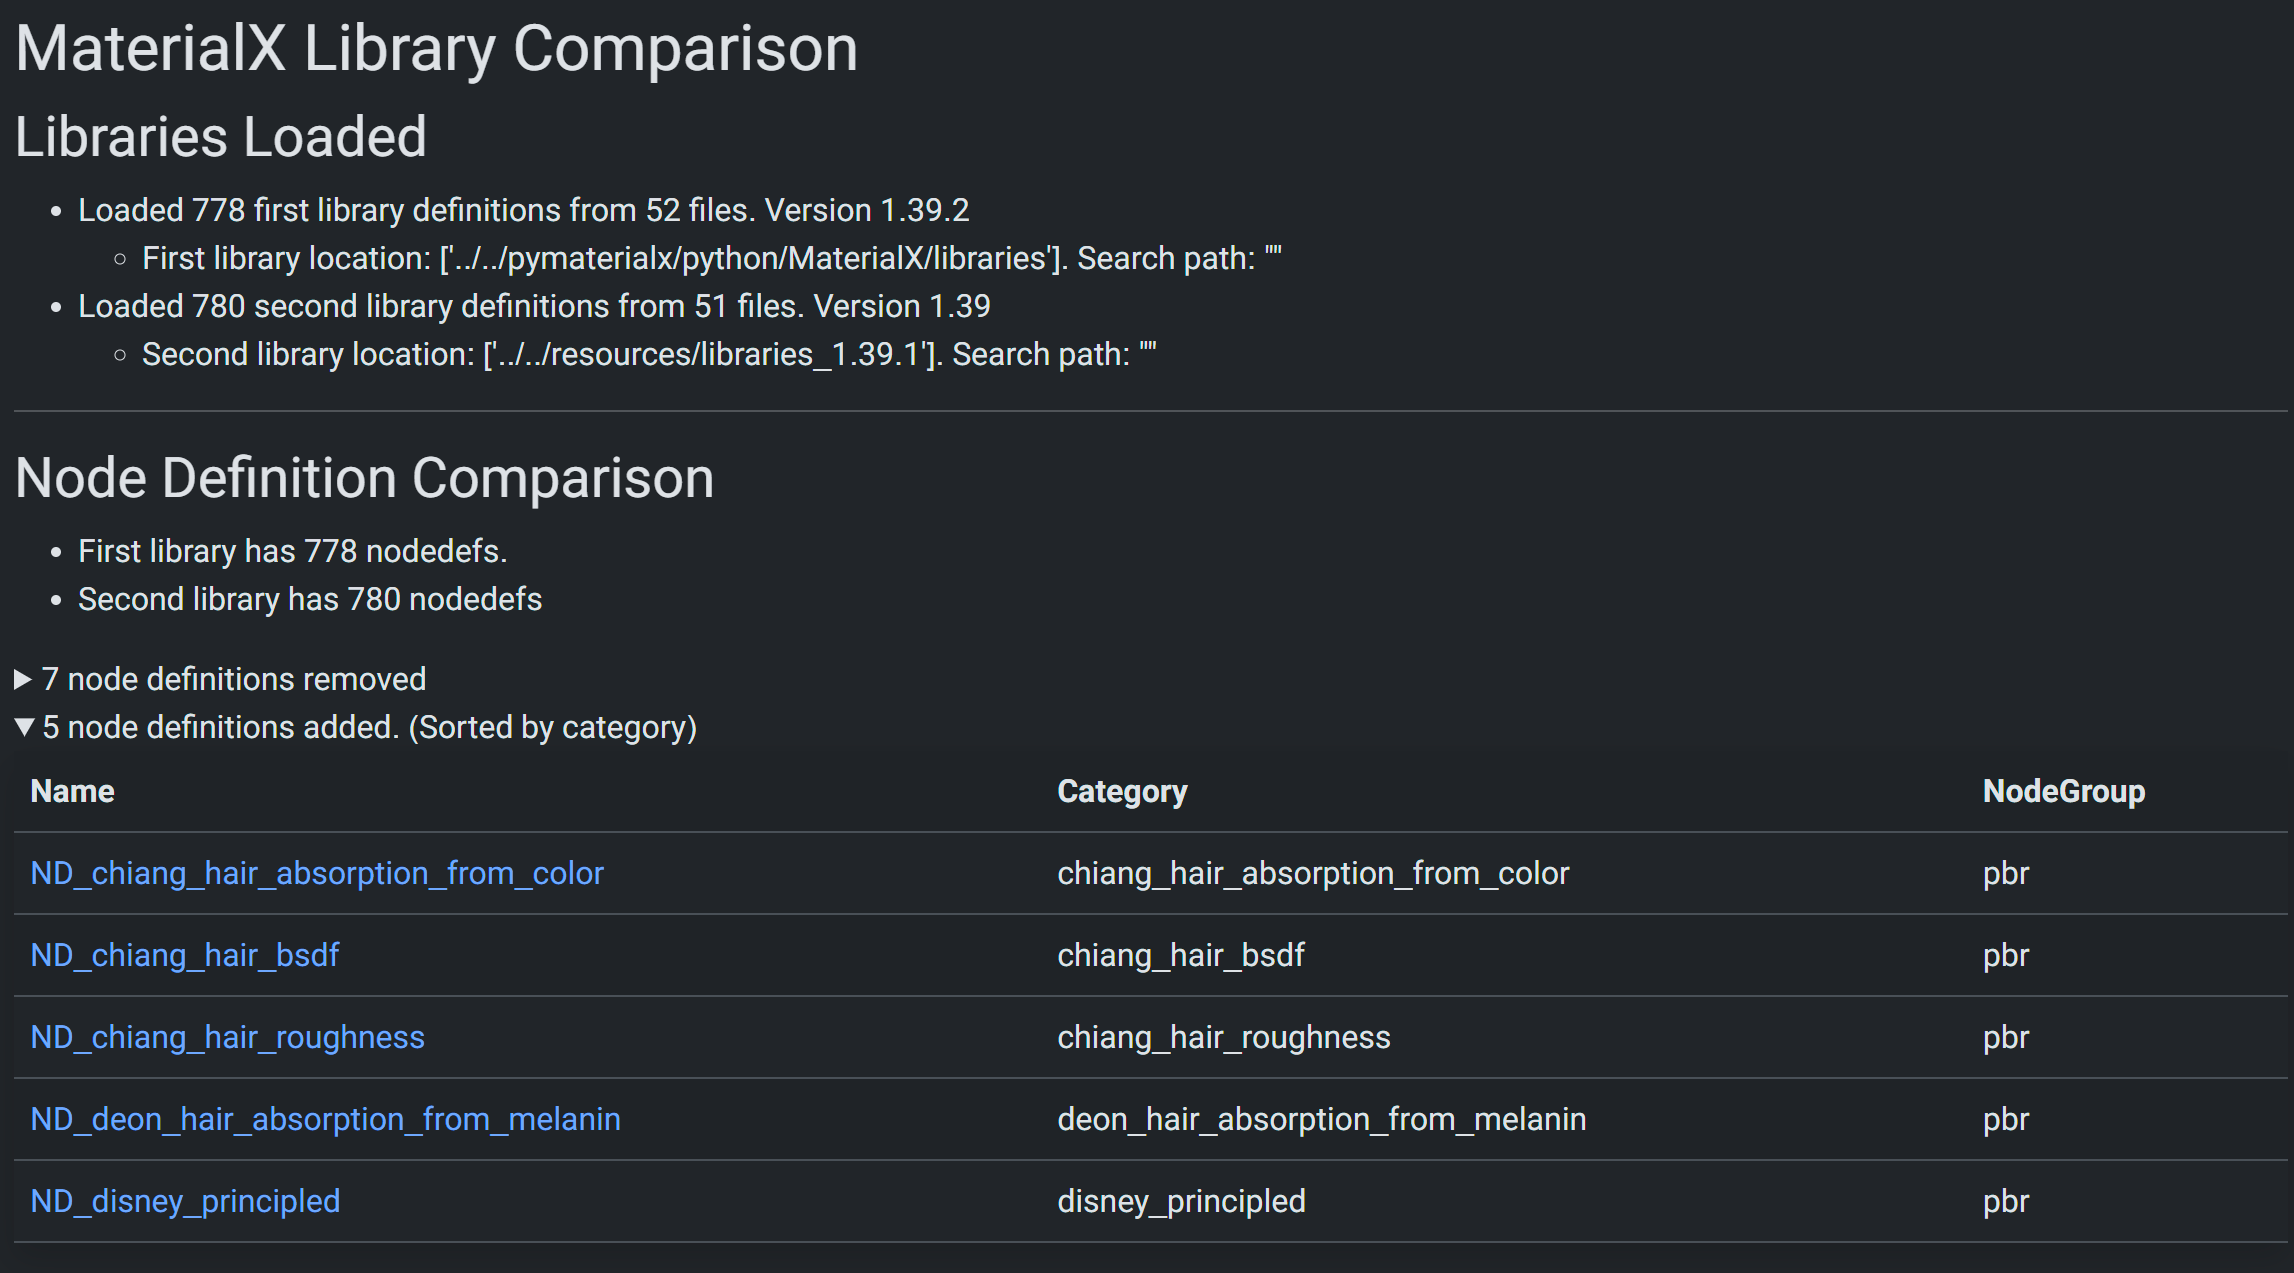 MaterialX Library Comparison
Libraries Loaded
Loaded 778 first library definitions from 52 files. Version 1.39.2
First library location: ['../../pymaterialx/python/MaterialX/libraries']. Search path: ""
Loaded 780 second library definitions from 51 files. Version 1.39
Second library location: ['../../resources/libraries_1.39.1']. Search path: ""
Node Definition Comparison
First library has 778 nodedefs.
Second library has 780 nodedefs
7 node definitions removed
5 node definitions added. (Sorted by category)
Name Category NodeGroup
ND_chiang_hair_absorption_from_color chiang_hair_absorption_from_color pbr
ND_chiang_hair_bsdf chiang_hair_bsdf pbr
ND_chiang_hair_roughness chiang_hair_roughness pbr
ND_deon_hair_absorption_from_melanin deon_hair_absorption_from_melanin pbr
ND_disney_principled disney_principled pbr